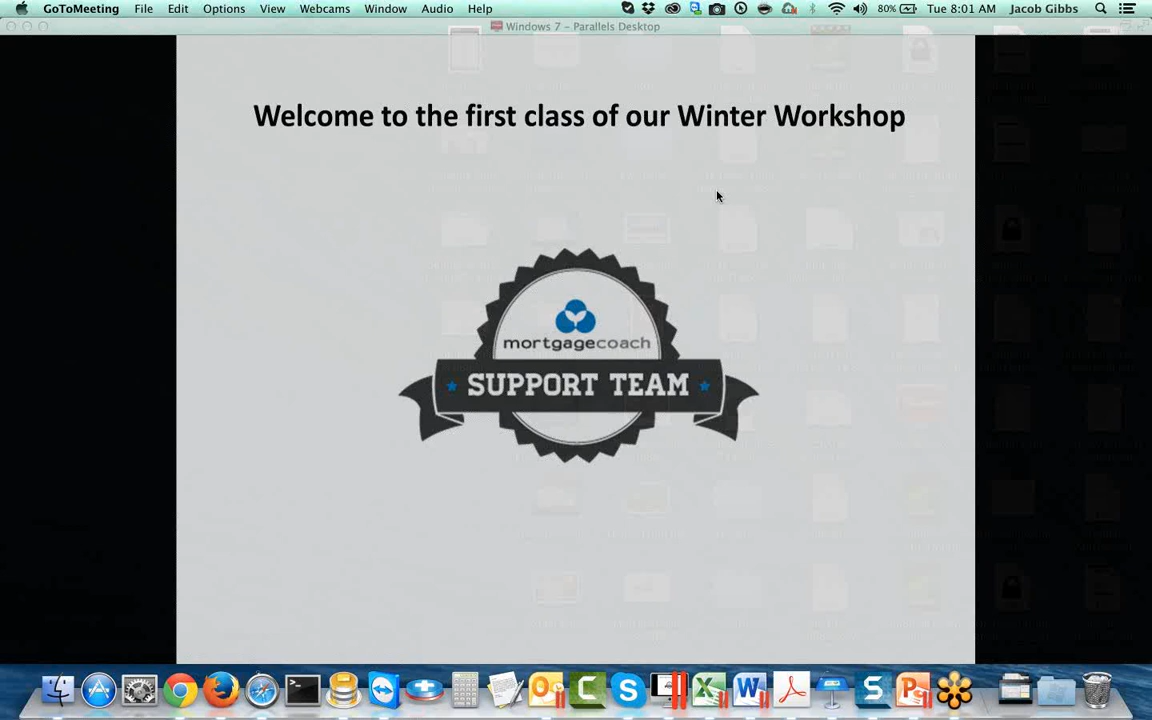 GoToMeeting File Edit Options View Webcams Window Audio Help 80% Tue 8:01 AM Jacob Gibbs
Windows 7 - Parallels Desktop
Welcome to the first class of our Winter Workshop
mortgagecoach
SUPPORT TEAM